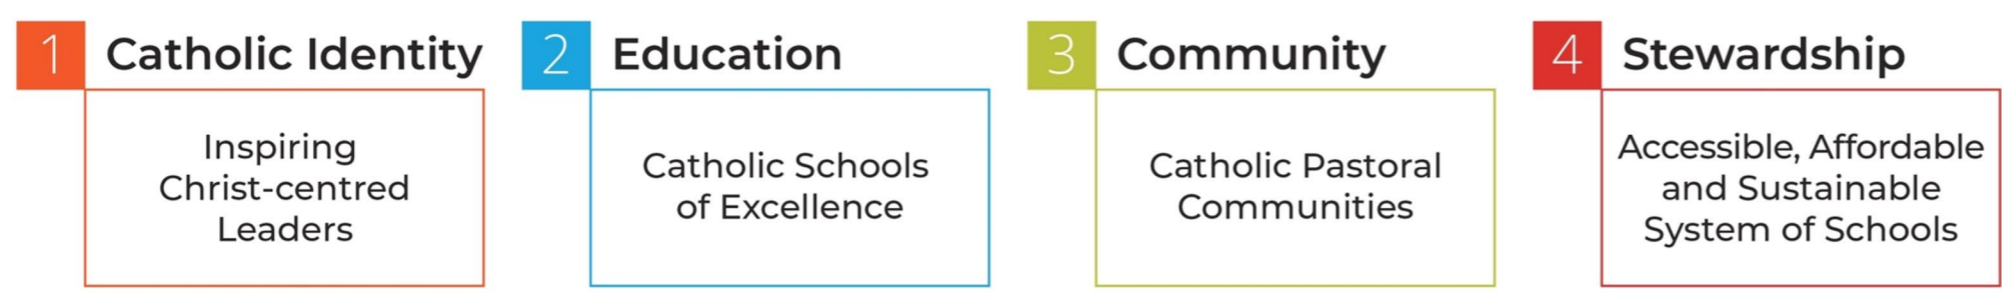 1 Catholic Identity
Inspiring
Christ-centred
Leaders
2 Education
Catholic Schools
of Excellence
3 Community
Catholic Pastoral
Communities
4 Stewardship
Accessible, Affordable
and Sustainable
System of Schools